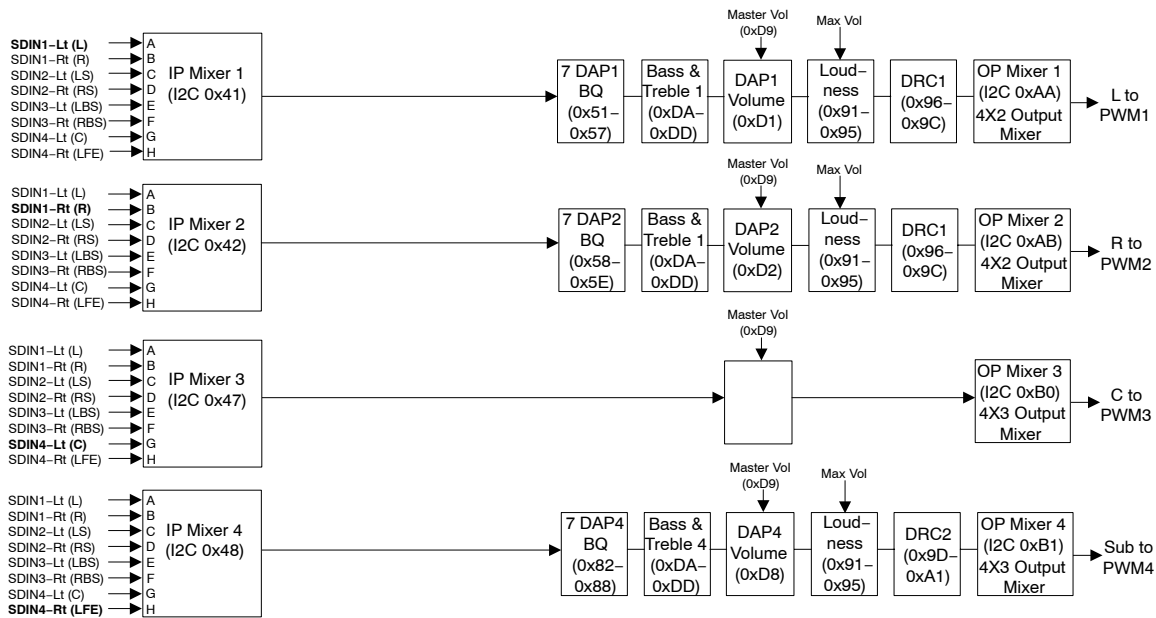 Master Vol
(0xD9)
Max Vol
SDIN1−Lt (L)
SDIN1−Rt (R)
SDIN2−Lt (LS)
SDIN2−Rt (RS)
SDIN3−Lt (LBS)
SDIN3−Rt (RBS)
SDIN4−Lt (C)
SDIN4−Rt (LFE)
A
B
C
D
E
F
G
H
IP Mixer 1
(I2C 0x41)
7 DAP1
BQ
(0x51−
0x57)
Bass &
Treble 1
(0xDA−
0xDD)
DAP1
Volume
(0xD1)
Loud−
ness
(0x91−
0x95)
DRC1
(0x96−
0x9C)
OP Mixer 1
(I2C 0xAA)
4X2 Output
Mixer
L to
PWM1
Master Vol
(0xD9)
Max Vol
SDIN1−Lt (L)
SDIN1−Rt (R)
SDIN2−Lt (LS)
SDIN2−Rt (RS)
SDIN3−Lt (LBS)
SDIN3−Rt (RBS)
SDIN4−Lt (C)
SDIN4−Rt (LFE)
A
B
C
D
E
F
G
H
IP Mixer 2
(I2C 0x42)
7 DAP2
BQ
(0x58−
0x5E)
Bass &
Treble 1
(0xDA−
0xDD)
DAP2
Volume
(0xD2)
Loud−
ness
(0x91−
0x95)
DRC1
(0x96−
0x9C)
OP Mixer 2
(I2C 0xAB)
4X2 Output
Mixer
R to
PWM2
Master Vol
(0xD9)
SDIN1−Lt (L)
SDIN1−Rt (R)
SDIN2−Lt (LS)
SDIN2−Rt (RS)
SDIN3−Lt (LBS)
SDIN3−Rt (RBS)
SDIN4−Lt (C)
SDIN4−Rt (LFE)
A
B
C
D
E
F
G
H
IP Mixer 3
(I2C 0x47)
OP Mixer 3
(I2C 0xB0)
4X3 Output
Mixer
C to
PWM3
Master Vol
(0xD9)
Max Vol
SDIN1−Lt (L)
SDIN1−Rt (R)
SDIN2−Lt (LS)
SDIN2−Rt (RS)
SDIN3−Lt (LBS)
SDIN3−Rt (RBS)
SDIN4−Lt (C)
SDIN4−Rt (LFE)
A
B
C
D
E
F
G
H
IP Mixer 4
(I2C 0x48)
7 DAP4
BQ
(0x82−
0x88)
Bass &
Treble 4
(0xDA−
0xDD)
DAP4
Volume
(0xD8)
Loud−
ness
(0x91−
0x95)
DRC2
(0x9D−
0xA1)
OP Mixer 4
(I2C 0xB1)
4X3 Output
Mixer
Sub to
PWM4